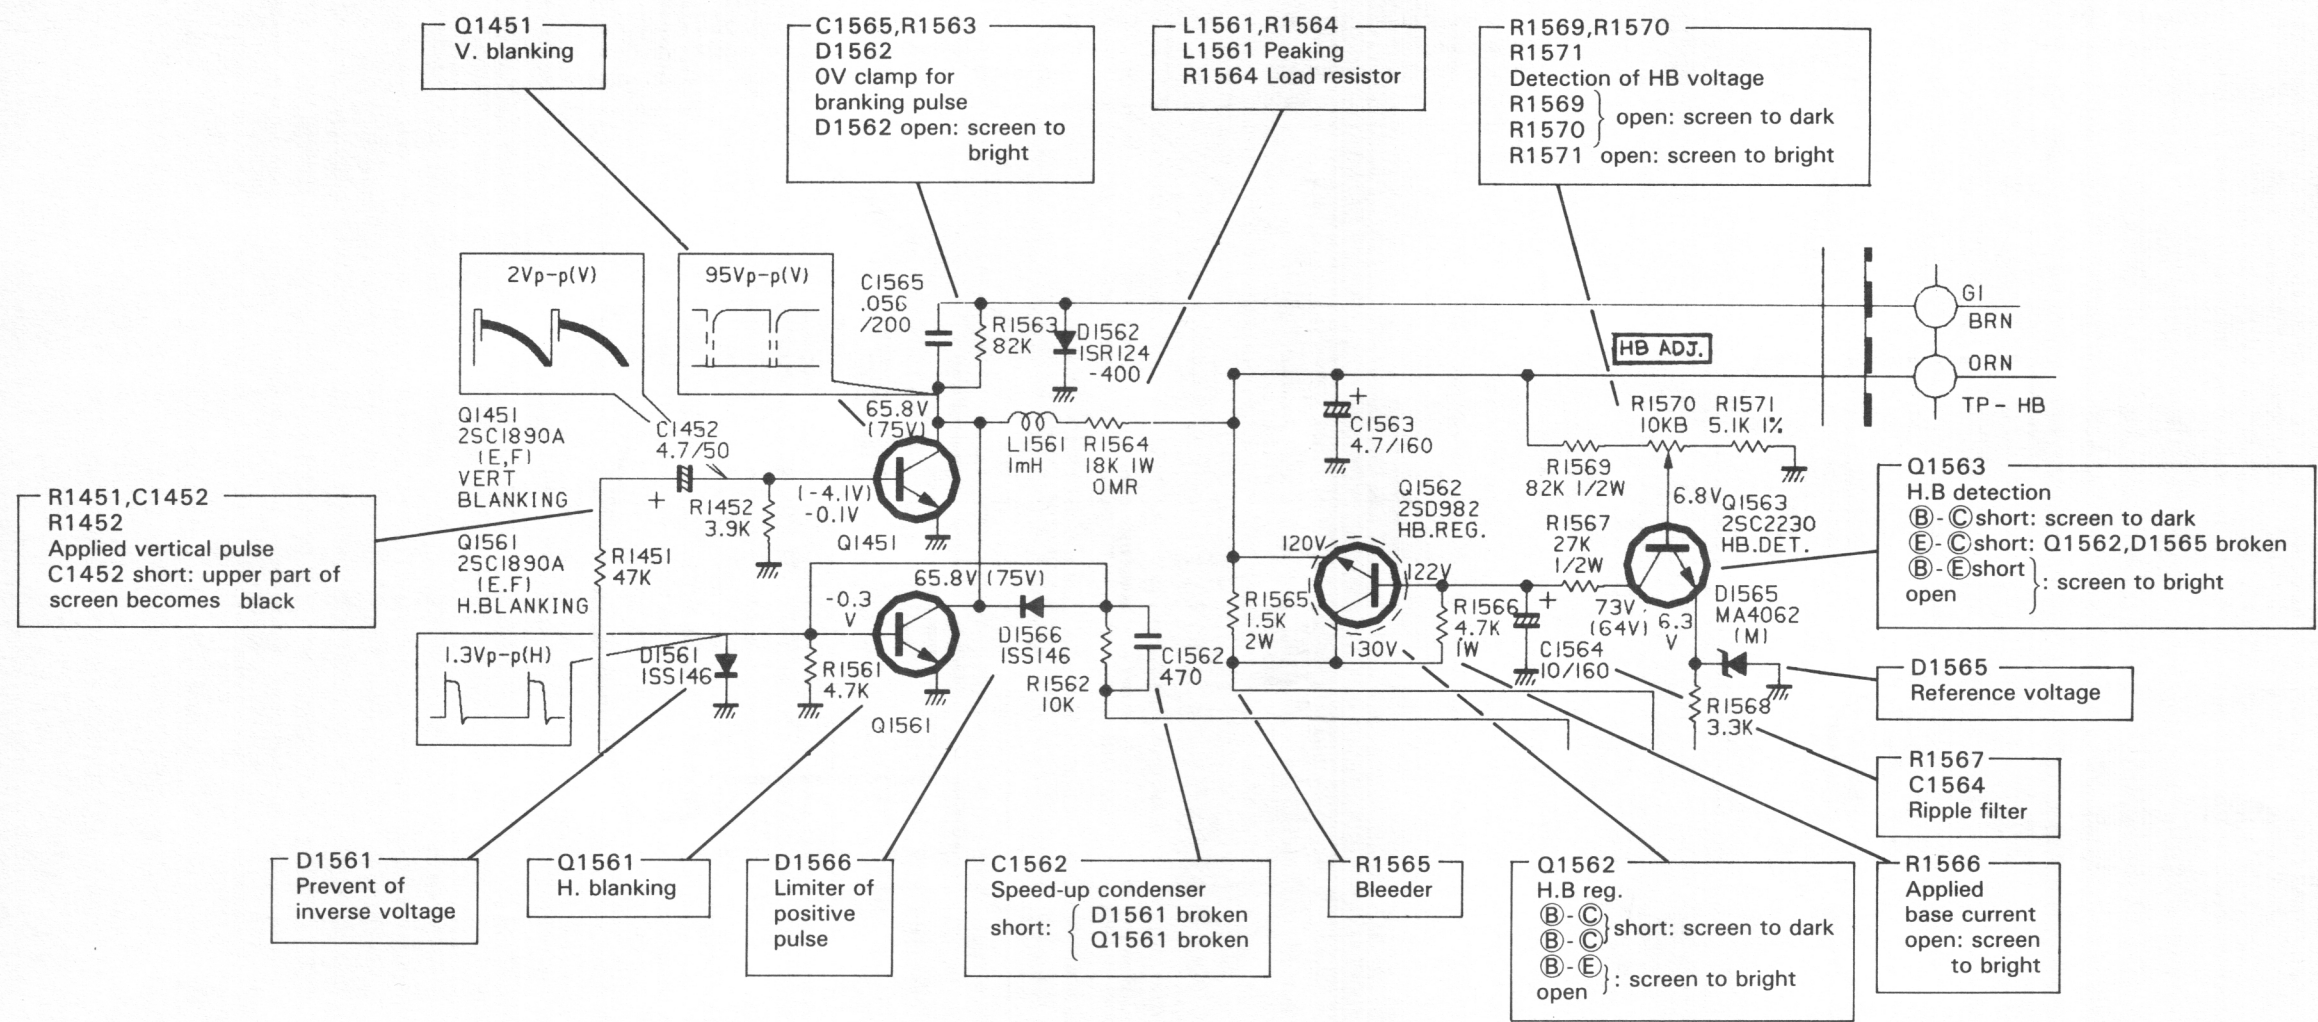 Q1451
V. blanking
C1565,R1563
D1562
OV clamp for
branking pulse
D1562 open: screen to
bright
L1561,R1564
L1561 Peaking
R1564 Load resistor
R1569,R1570
R1571
Detection of HB voltage
R1569
R1570
open: screen to dark
R1571 open: screen to bright
2Vp-p(V)
95Vp-p(V)
C1565
.056
/200
R1563
82K
D1562
1SR124
-400
HB ADJ.
G1
BRN
ORN
TP-HB
Q1451
2SC1890A
(E,F)
VERT
BLANKING
C1452
4.7/50
+
R1452
3.9K
65.8V
(75V)
(-4.1V)
-0.1V
Q1451
L1561
1mH
R1564
18K 1W
OMR
+
C1563
4.7/160
R1570
10KB
R1571
5.1K 1%
R1569
82K 1/2W
6.8V
Q1563
2SC2230
HB.DET.
Q1562
2SD982
HB.REG.
R1567
27K
1/2W
R1451,C1452
R1452
Applied vertical pulse
C1452 short: upper part of
screen becomes black
Q1561
2SC1890A
(E.F)
H.BLANKING
R1451
47K
1.3Vp-p(H)
D1561
1SS146
R1561
4.7K
-0.3
V
Q1561
65.8V (75V)
D1566
1SS146
R1562
10K
C1562
470
120V
122V
130V
R1565
1.5K
2W
R1566
4.7K
1W
+
C1564
10/160
73V
(64V)
6.3
V
D1565
MA4062
(M)
R1568
3.3K
Q1563
H.B detection
B-C short: screen to dark
E-C short: Q1562,D1565 broken
B-E short
open
: screen to bright
D1565
Reference voltage
R1567
C1564
Ripple filter
D1561
Prevent of
inverse voltage
Q1561
H. blanking
D1566
Limiter of
positive
pulse
C1562
Speed-up condenser
short:
D1561 broken
Q1561 broken
R1565
Bleeder
Q1562
H.B reg.
B-C
B-C
short: screen to dark
B-E
open
: screen to bright
R1566
Applied
base current
open: screen
to bright